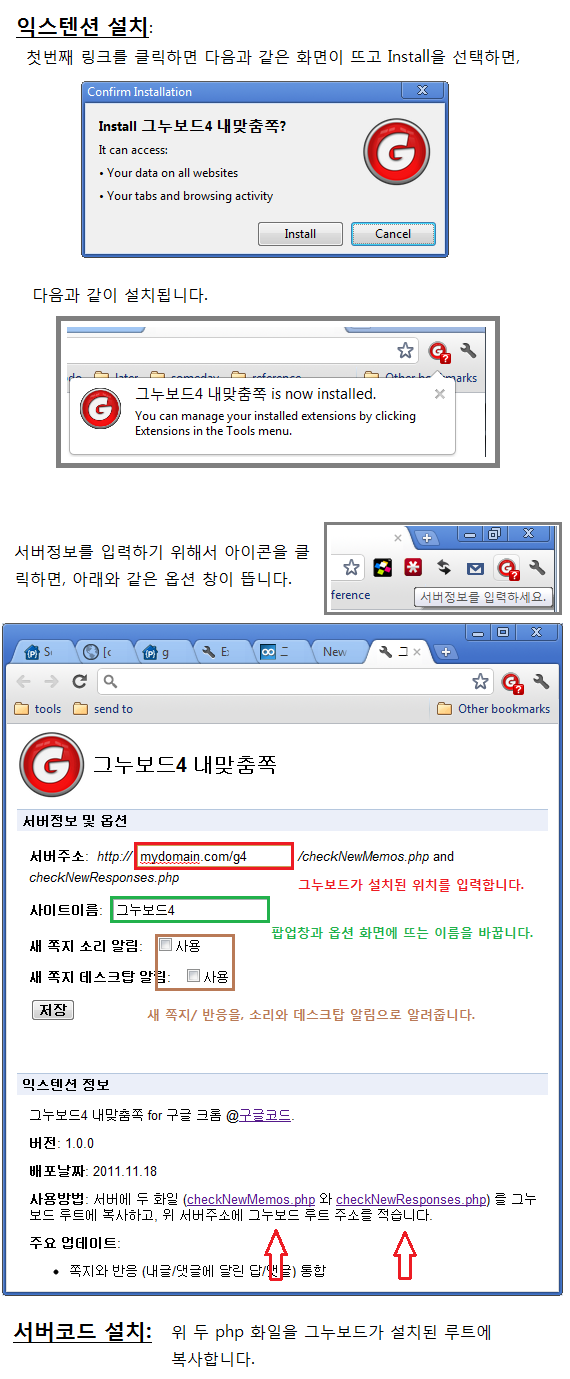 익스텐션 설치:
첫번째 링크를 클릭하면 다음과 같은 화면이 뜨고 Install을 선택하면,
Confirm Installation
Install 그누보드4 내맞춤쪽?
It can access:
• Your data on all websites
• Your tabs and browsing activity
Install Cancel
다음과 같이 설치됩니다.
later someday reference Other bookmarks
그누보드4 내맞춤쪽 is now installed.
You can manage your installed extensions by clicking
Extensions in the Tools menu.
서버정보를 입력하기 위해서 아이콘을 클
릭하면, 아래와 같은 옵션 창이 뜹니다.
ference
서버정보를 입력하세요.
New 그
tools send to Other bookmarks
그누보드4 내맞춤쪽
서버정보 및 옵션
서버주소: http:// mydomain.com/g4 /checkNewMemos.php and
checkNewResponses.php
그누보드가 설치된 위치를 입력합니다.
사이트이름: 그누보드4
팝업창과 옵션 화면에 뜨는 이름을 바꿉니다.
새 쪽지 소리 알림: 사용
새 쪽지 데스크탑 알림: 사용
저장
새 쪽지/ 반응을, 소리와 데스크탑 알림으로 알려줍니다.
익스텐션 정보
그누보드4 내맞춤쪽 for 구글 크롬 @구글코드.
버전: 1.0.0
배포날짜: 2011.11.18
사용방법: 서버에 두 화일 (checkNewMemos.php 와 checkNewResponses.php) 를 그누
보드 루트에 복사하고, 위 서버주소에 그누보드 루트 주소를 적습니다.
주요 업데이트:
• 쪽지와 반응 (내글/댓글에 달린 답/댓글) 통합
서버코드 설치: 위 두 php 화일을 그누보드가 설치된 루트에
복사합니다.